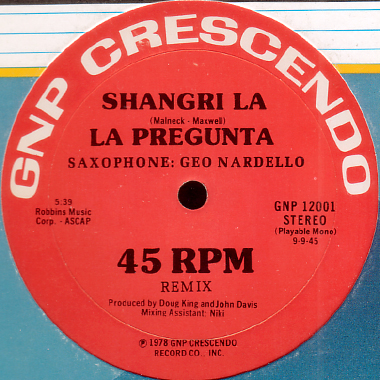 GNP CRESCENDO
SHANGRI LA
(Malneck - Maxwell)
LA PREGUNTA
SAXOPHONE: GEO NARDELLO
5:39
Robbins Music
Corp. - ASCAP
GNP 12001
STEREO
(Playable Mono)
9-9-45
45 RPM
REMIX
Produced by Doug King and John Davis
Mixing Assistant: Niki
℗ 1978 GNP CRESCENDO
RECORD CO., INC.